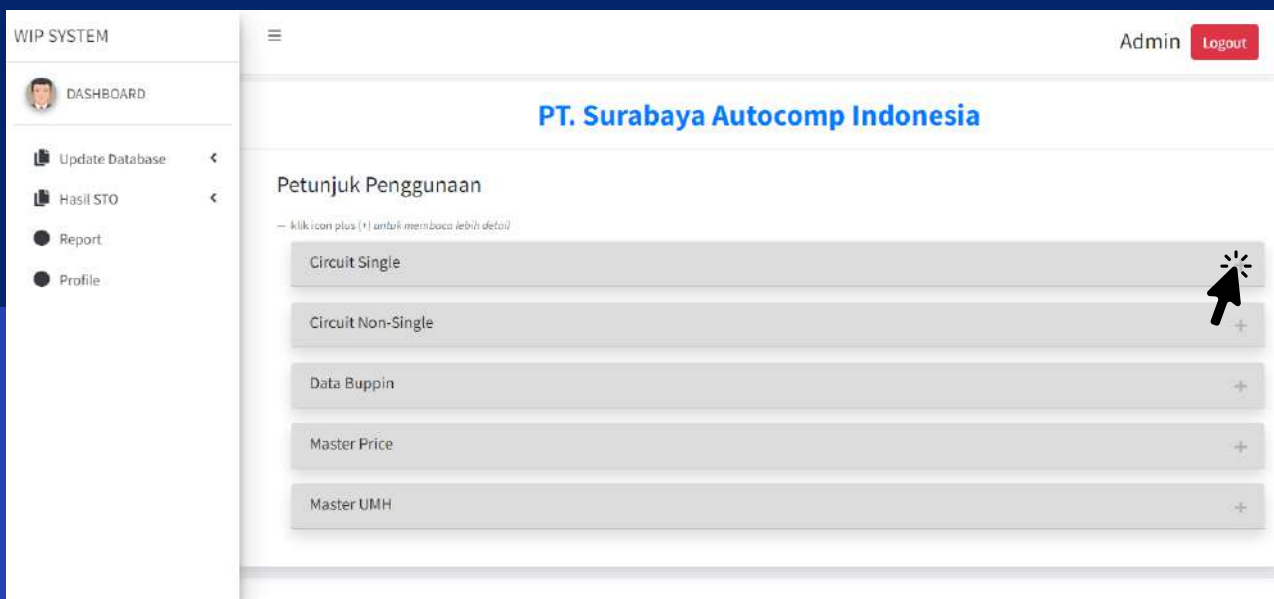 WIP SYSTEM
Admin Logout
DASHBOARD
PT. Surabaya Autocomp Indonesia
Update Database
Hasil STO
Report
Profile
Petunjuk Penggunaan
— klik icon plus (+) untuk membaca lebih detail
Circuit Single
Circuit Non-Single +
Data Buppin +
Master Price +
Master UMH +